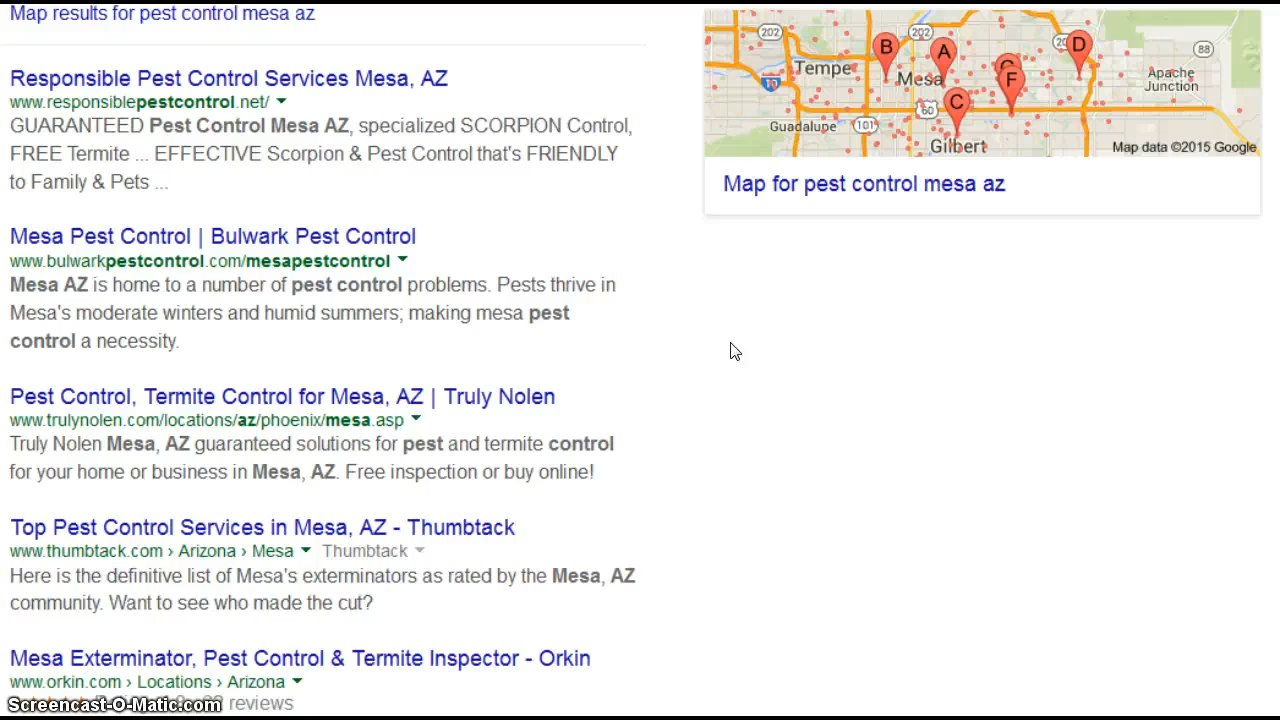 Map results for pest control mesa az
Responsible Pest Control Services Mesa, AZ
www.responsiblepestcontrol.net/
GUARANTEED Pest Control Mesa AZ, specialized SCORPION Control,
FREE Termite ... EFFECTIVE Scorpion & Pest Control that's FRIENDLY
to Family & Pets ...
Mesa Pest Control | Bulwark Pest Control
www.bulwarkpestcontrol.com/mesapestcontrol
Mesa AZ is home to a number of pest control problems. Pests thrive in
Mesa's moderate winters and humid summers; making mesa pest
control a necessity.
Pest Control, Termite Control for Mesa, AZ | Truly Nolen
www.trulynolen.com/locations/az/phoenix/mesa.asp
Truly Nolen Mesa, AZ guaranteed solutions for pest and termite control
for your home or business in Mesa, AZ. Free inspection or buy online!
Top Pest Control Services in Mesa, AZ - Thumbtack
www.thumbtack.com › Arizona › Mesa Thumbtack
Here is the definitive list of Mesa's exterminators as rated by the Mesa, AZ
community. Want to see who made the cut?
Mesa Exterminator, Pest Control & Termite Inspector - Orkin
www.orkin.com › Locations › Arizona
reviews
Screencast-O-Matic.com
202
202
B
A
D
88
Tempe
Mesa
F
Apache
Junction
C
60
Guadalupe
101
Gilbert
Map data ©2015 Google
Map for pest control mesa az